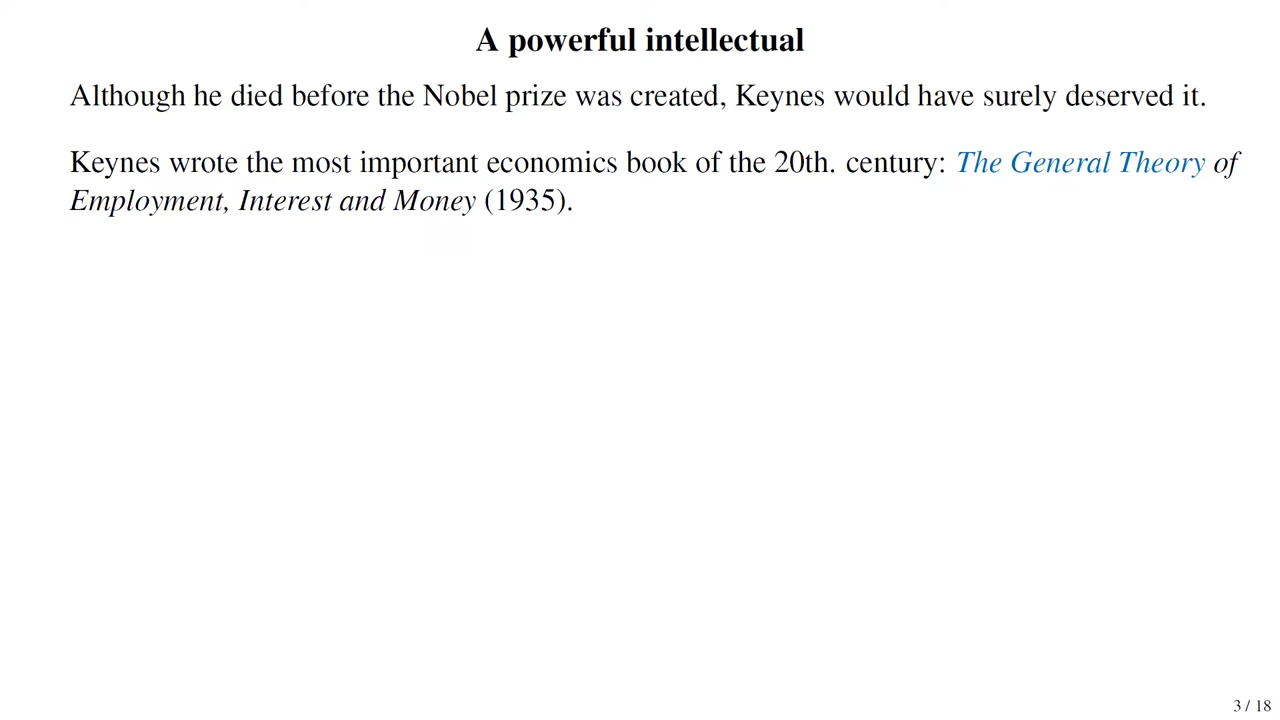 A powerful intellectual
Although he died before the Nobel prize was created, Keynes would have surely deserved it.
Keynes wrote the most important economics book of the 20th. century: The General Theory of
Employment, Interest and Money (1935).
3 / 18